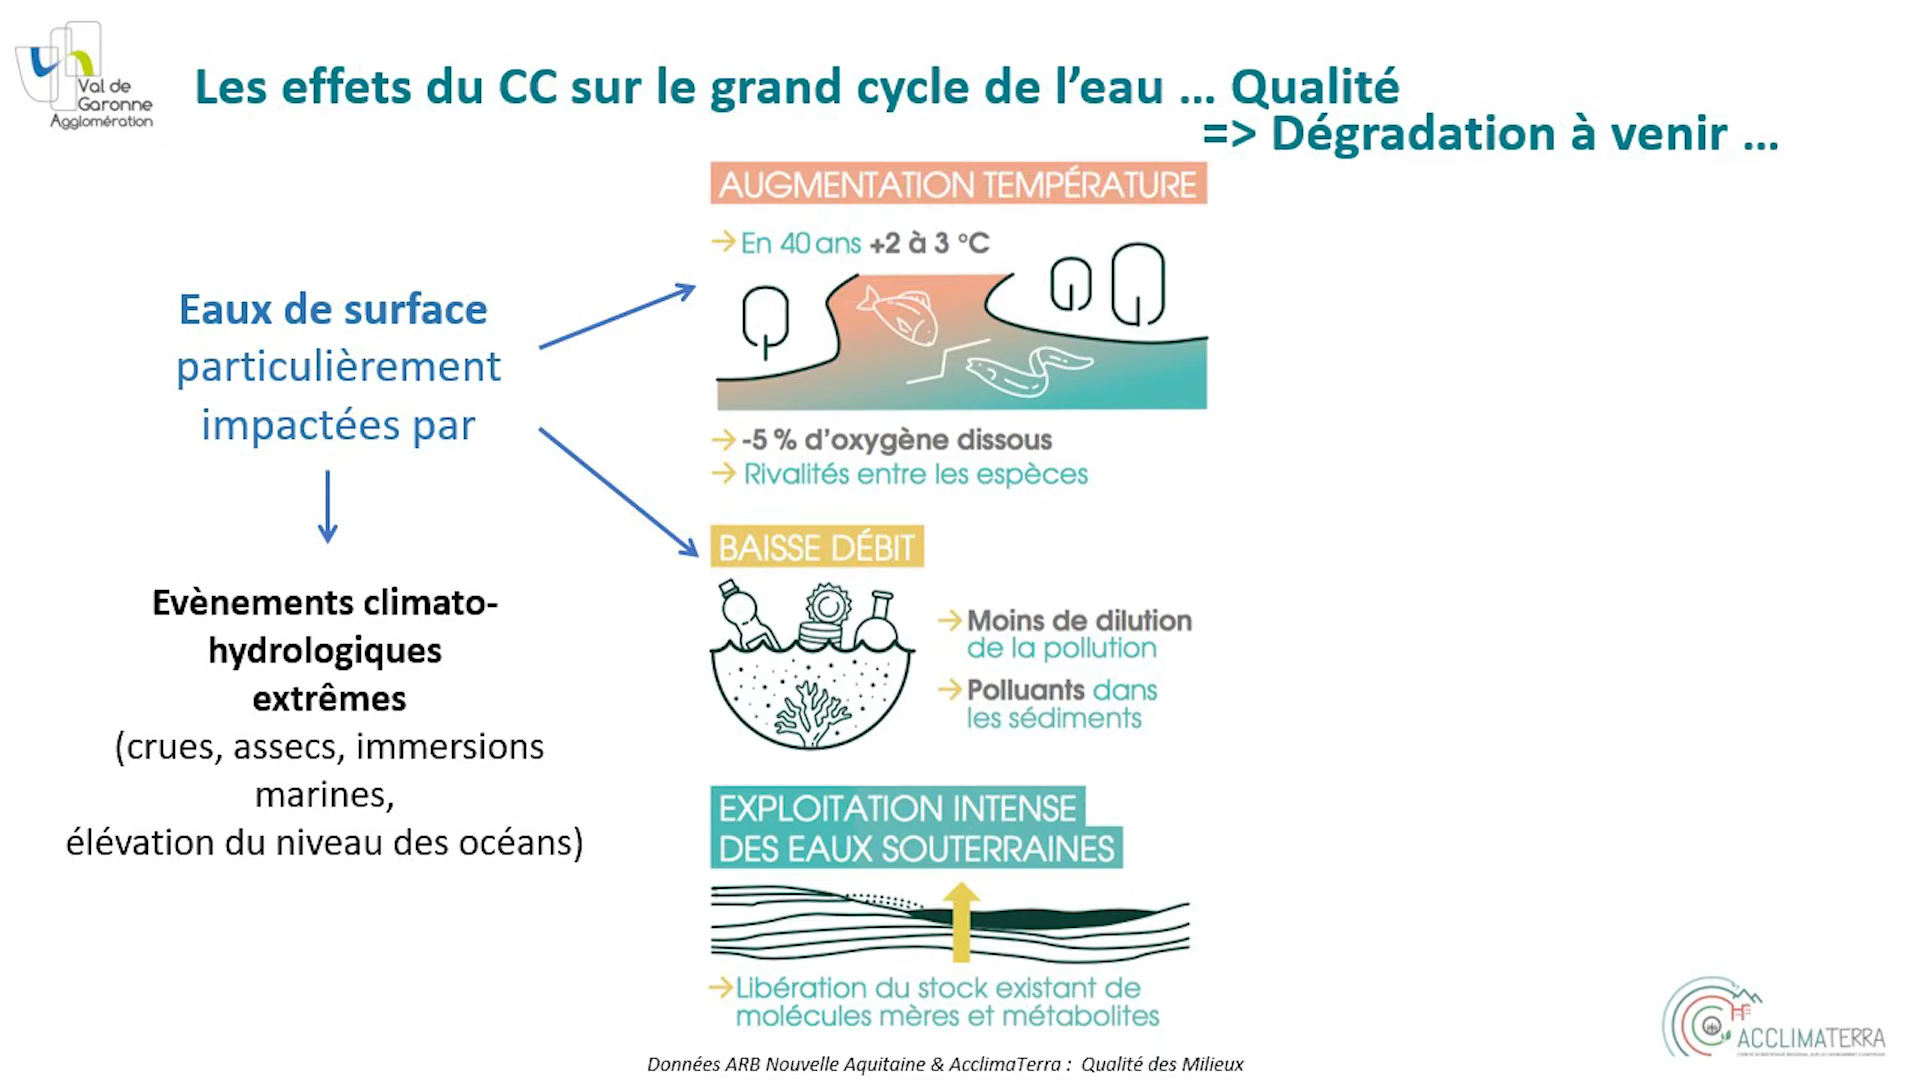 Val de
Garonne
Agglomération
Les effets du CC sur le grand cycle de l’eau ... Qualité
=> Dégradation à venir ...
AUGMENTATION TEMPÉRATURE
En 40 ans +2 à 3 °C
Eaux de surface
particulièrement
impactées par
-5 % d’oxygène dissous
Rivalités entre les espèces
BAISSE DÉBIT
Moins de dilution
de la pollution
Polluants dans
les sédiments
Evènements climato-
hydrologiques
extrêmes
(crues, assecs, immersions
marines,
élévation du niveau des océans)
EXPLOITATION INTENSE
DES EAUX SOUTERRAINES
Libération du stock existant de
molécules mères et métabolites
Données ARB Nouvelle Aquitaine & AcclimaTerra : Qualité des Milieux
ACCLIMATERRA